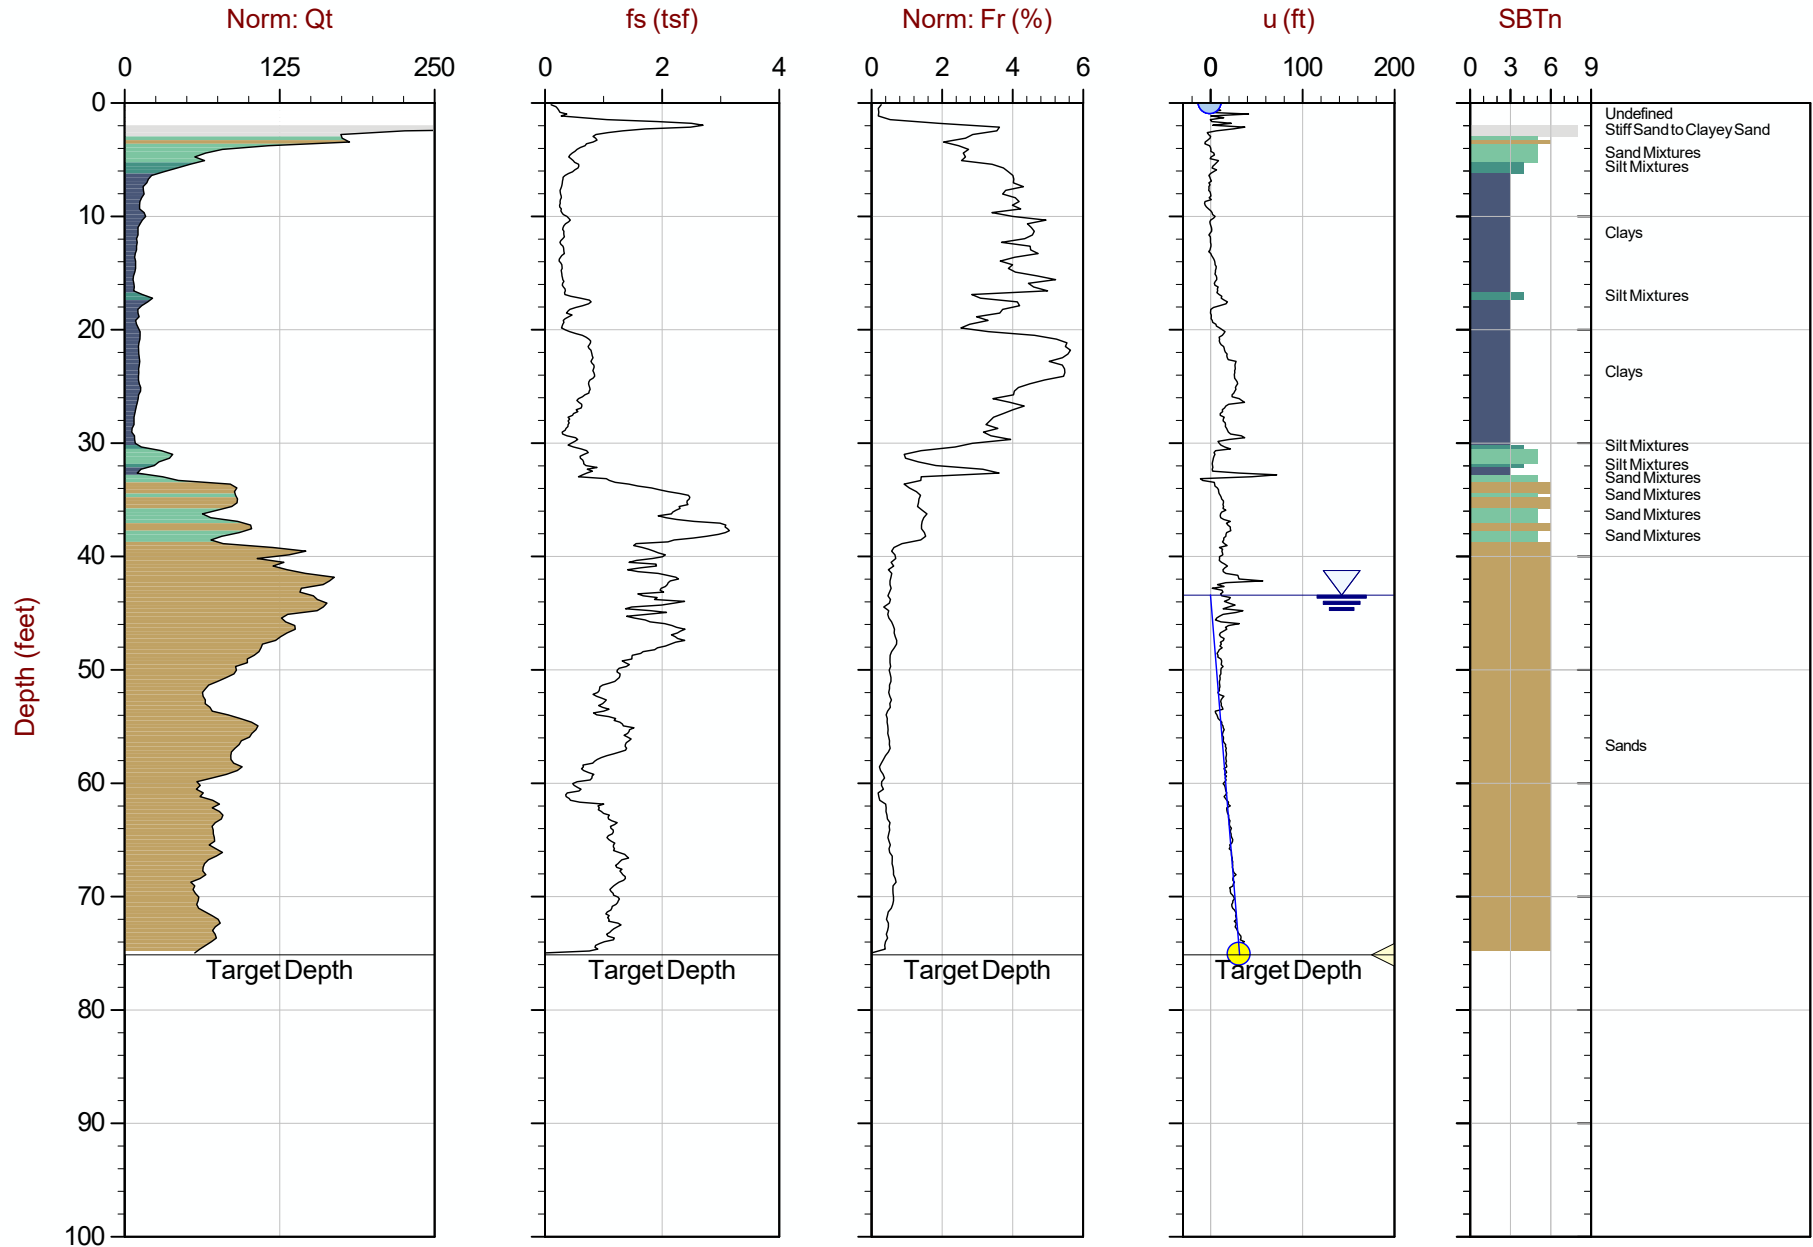 Norm: Qt
fs (tsf)
Norm: Fr (%)
u (ft)
SBTn
0 125 250
0 2 4
0 2 4 6
0 100 200
0 3 6 9
0
10
20
30
40
50
60
70
80
90
100
Depth (feet)
Undefined
Stiff Sand to Clayey Sand
Sand Mixtures
Silt Mixtures
Clays
Silt Mixtures
Clays
Silt Mixtures
Silt Mixtures
Sand Mixtures
Sand Mixtures
Sand Mixtures
Sand Mixtures
Sands
Target Depth
Target Depth
Target Depth
Target Depth